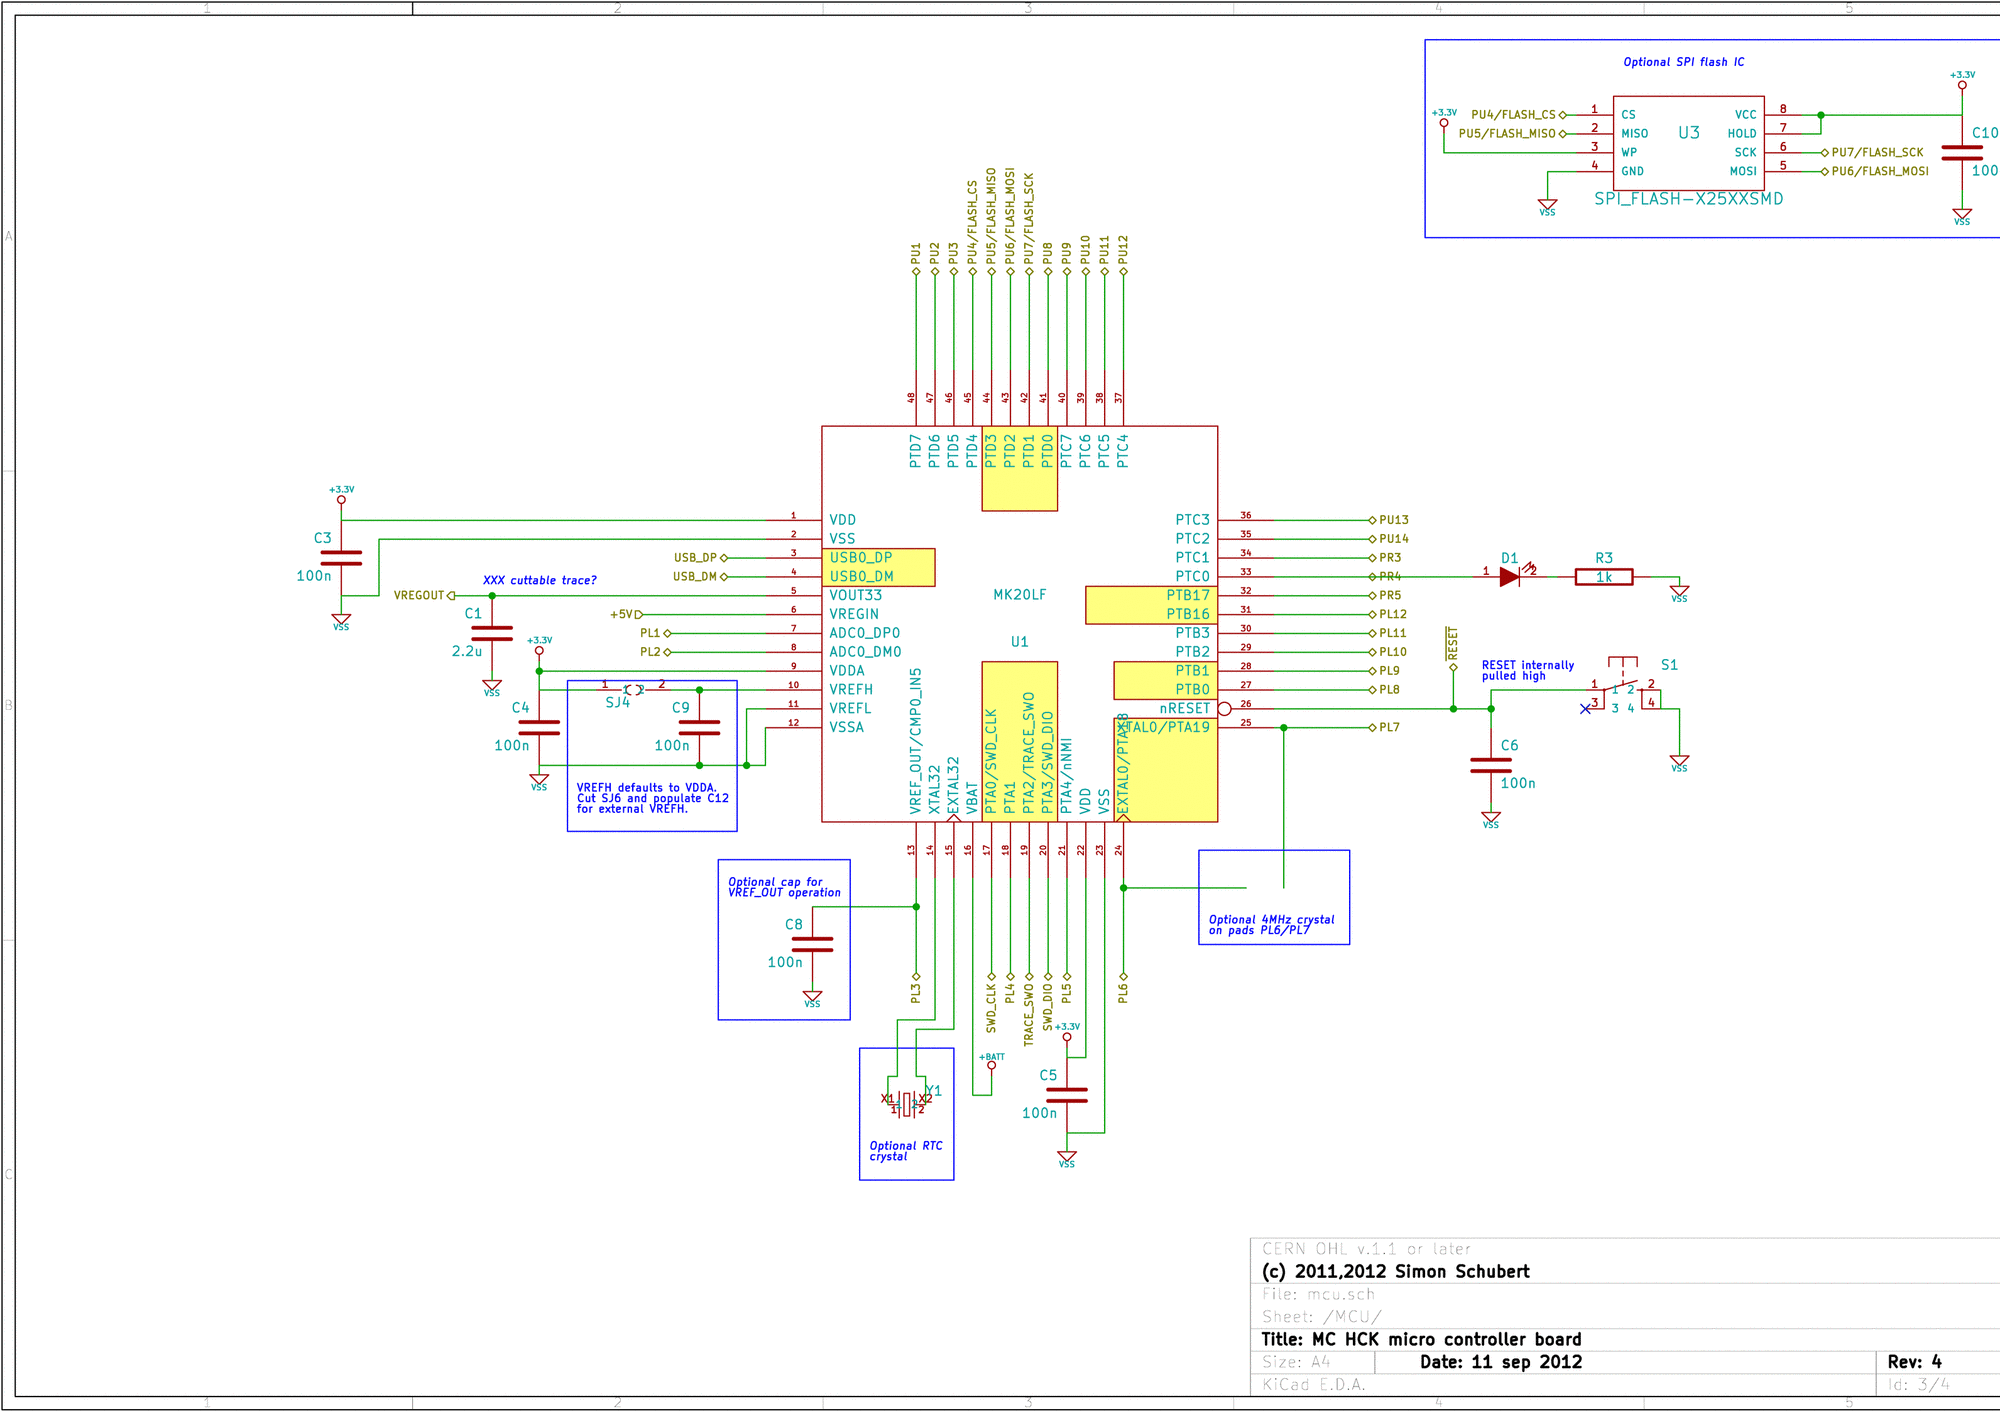 1 2 3 4 5
A
B
C
Optional SPI flash IC
+3.3V
+3.3V
PU4/FLASH_CS 1 CS VCC 8
PU5/FLASH_MISO 2 MISO U3 HOLD 7 C10
3 WP SCK 6 PU7/FLASH_SCK
4 GND MOSI 5 PU6/FLASH_MOSI 100
SPI_FLASH-X25XXSMD
VSS
VSS
PU1
PU2
PU3
PU4/FLASH_CS
PU5/FLASH_MISO
PU6/FLASH_MOSI
PU7/FLASH_SCK
PU8
PU9
PU10
PU11
PU12
48 47 46 45 44 43 42 41 40 39 38 37
PTD7
PTD6
PTD5
PTD4
PTD3
PTD2
PTD1
PTD0
PTC7
PTC6
PTC5
PTC4
+3.3V
C3
100n
VSS
1 VDD
2 VSS
USB_DP 3 USB0_DP
USB_DM 4 USB0_DM
XXX cuttable trace?
VREGOUT 5 VOUT33
+5V 6 VREGIN
PL1 7 ADC0_DP0
PL2 8 ADC0_DM0
9 VDDA
10 VREFH
11 VREFL
12 VSSA
C1
2.2u
VSS
+3.3V
1 1 2 2
SJ4
C4
100n
VSS
C9
100n
VREFH defaults to VDDA.
Cut SJ6 and populate C12
for external VREFH.
MK20LF
U1
PTC3 36 PU13
PTC2 35 PU14
PTC1 34 PR3
PTC0 33 PR4
PTB17 32 PR5
PTB16 31 PL12
PTB3 30 PL11
PTB2 29 PL10
PTB1 28 PL9
PTB0 27 PL8
nRESET 26
XTAL0/PTA19 25 PL7
D1
1 2
R3
1k
VSS
RESET
RESET internally
pulled high
S1
1 1 2 2
3 3 4 4
VSS
C6
100n
VSS
VREF_OUT/CMP0_IN5
XTAL32
EXTAL32
VBAT
PTA0/SWD_CLK
PTA1
PTA2/TRACE_SWO
PTA3/SWD_DIO
PTA4/nNMI
VDD
VSS
EXTAL0/PTA18
13 14 15 16 17 18 19 20 21 22 23 24
Optional cap for
VREF_OUT operation
C8
100n
VSS
Optional 4MHz crystal
on pads PL6/PL7
PL3
SWD_CLK
PL4
TRACE_SWO
SWD_DIO
PL5
PL6
+BATT
+3.3V
C5
100n
VSS
Y1
X1 X2
1 1 2 2
Optional RTC
crystal
CERN OHL v.1.1 or later
(c) 2011,2012 Simon Schubert
File: mcu.sch
Sheet: /MCU/
Title: MC HCK micro controller board
Size: A4 Date: 11 sep 2012 Rev: 4
KiCad E.D.A. Id: 3/4
1 2 3 4 5